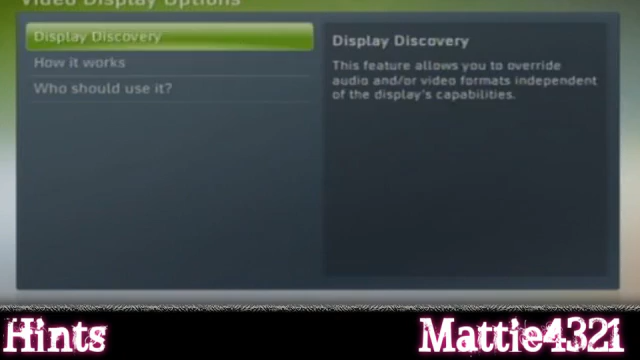 Video Display Options
Display Discovery
How it works
Who should use it?
Display Discovery
This feature allows you to override
audio and/or video formats independent
of the display's capabilities.
Hints
Mattie4321